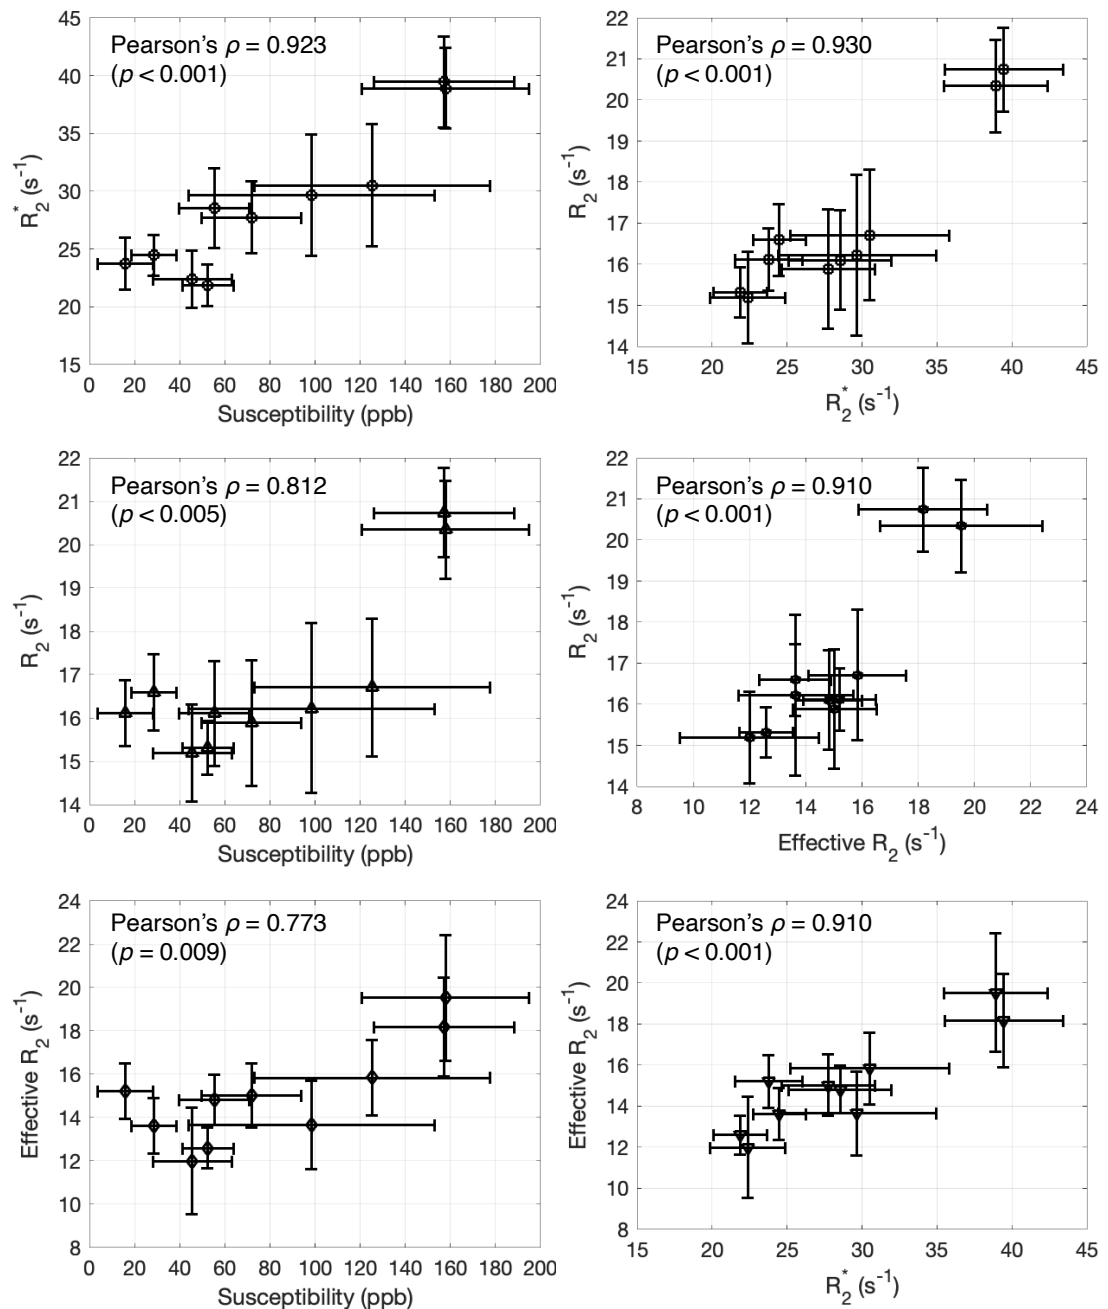 Pearson's ρ = 0.923
(p < 0.001)
45
40
35
30
25
20
15
R₂* (s⁻¹)
0 20 40 60 80 100 120 140 160 180 200
Susceptibility (ppb)
Pearson's ρ = 0.930
(p < 0.001)
22
21
20
19
18
17
16
15
14
R₂ (s⁻¹)
15 20 25 30 35 40 45
R₂* (s⁻¹)
Pearson's ρ = 0.812
(p < 0.005)
22
21
20
19
18
17
16
15
14
R₂ (s⁻¹)
0 20 40 60 80 100 120 140 160 180 200
Susceptibility (ppb)
Pearson's ρ = 0.910
(p < 0.001)
22
21
20
19
18
17
16
15
14
R₂ (s⁻¹)
8 10 12 14 16 18 20 22 24
Effective R₂ (s⁻¹)
Pearson's ρ = 0.773
(p = 0.009)
24
22
20
18
16
14
12
10
8
Effective R₂ (s⁻¹)
0 20 40 60 80 100 120 140 160 180 200
Susceptibility (ppb)
Pearson's ρ = 0.910
(p < 0.001)
24
22
20
18
16
14
12
10
8
Effective R₂ (s⁻¹)
15 20 25 30 35 40 45
R₂* (s⁻¹)